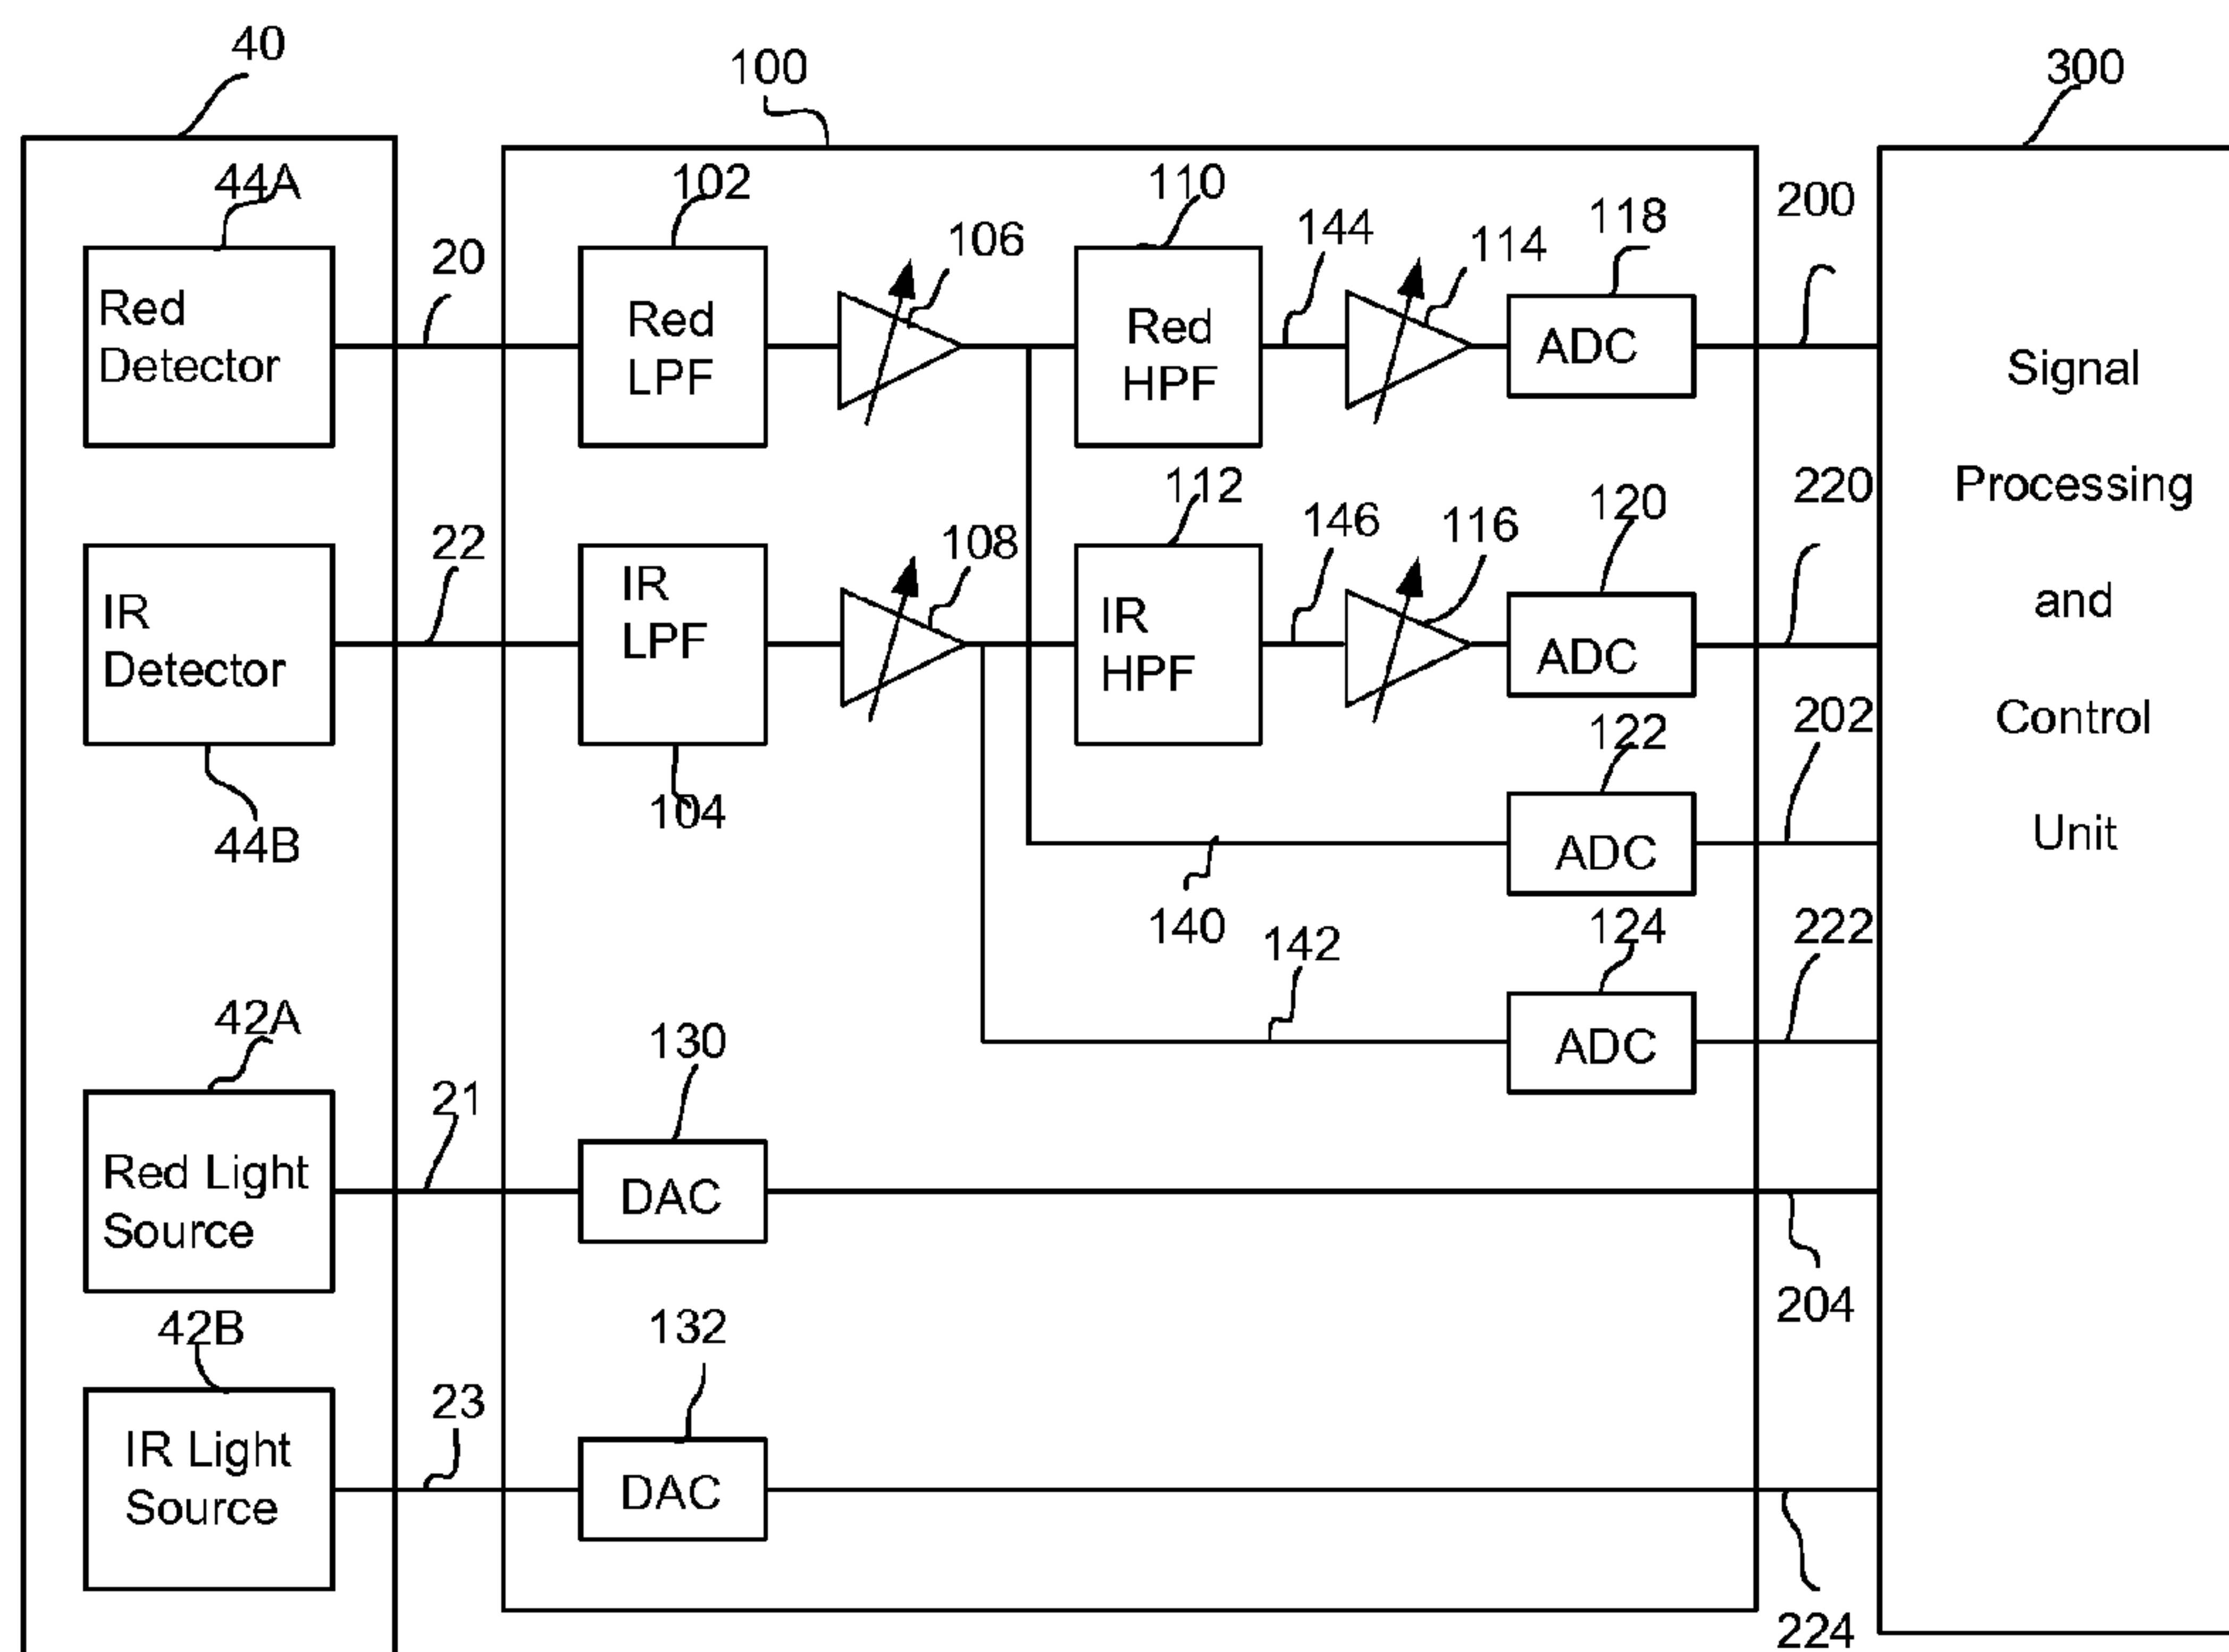 40
100
300
44A
102
110
200
20
106
144
114
118
Red
Detector
Red
LPF
Red
HPF
ADC
Signal
Processing
and
Control
Unit
22
108
112
146
116
120
220
IR
Detector
IR
LPF
IR
HPF
ADC
44B
104
122
202
ADC
140
142
124
222
ADC
42A
21
130
Red Light
Source
DAC
204
42B
23
132
IR Light
Source
DAC
224